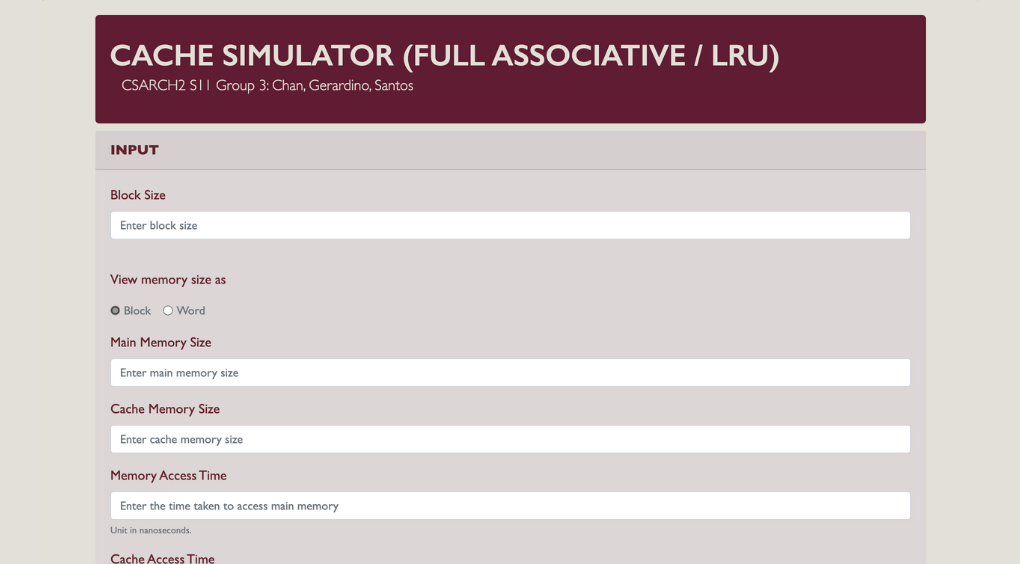 CACHE SIMULATOR (FULL ASSOCIATIVE / LRU)
CSARCH2 S11 Group 3: Chan, Gerardino, Santos
INPUT
Block Size
Enter block size
View memory size as
Block Word
Main Memory Size
Enter main memory size
Cache Memory Size
Enter cache memory size
Memory Access Time
Enter the time taken to access main memory
Unit in nanoseconds.
Cache Access Time